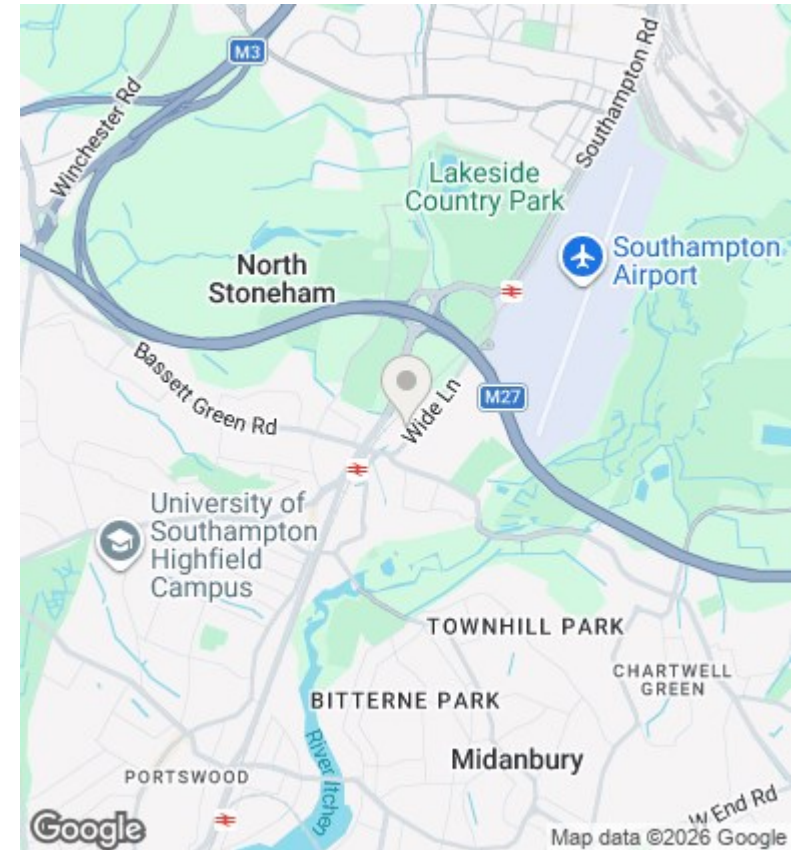 M3
Winchester Rd
Southampton Rd
Lakeside
Country Park
Southampton
Airport
North
Stoneham
Bassett Green Rd
Wide Ln
M27
University of
Southampton
Highfield
Campus
TOWNHILL PARK
CHARTWELL
GREEN
BITTERNE PARK
River Itchen
Midanbury
PORTSWOOD
W End Rd
Google
Map data ©2026 Google